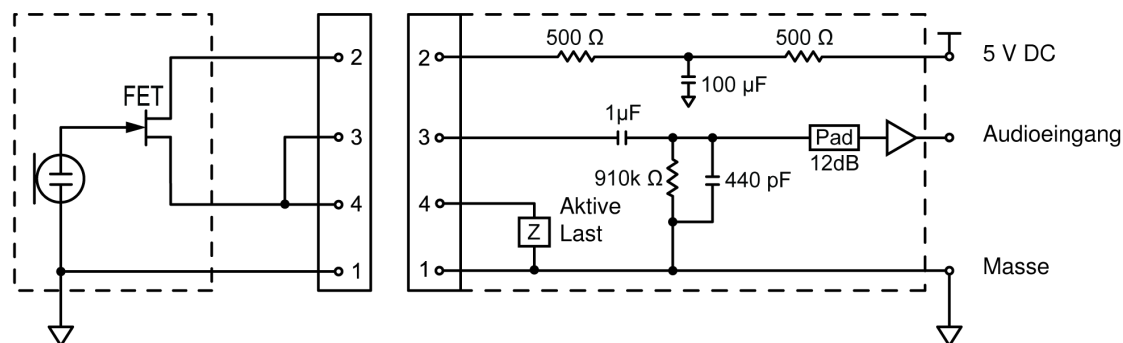 500 Ω 500 Ω
2 2 5 V DC
FET 100 µF
1µF
3 3 Pad Audioeingang
12dB
910k Ω 440 pF
4 4 Aktive
Z Last
1 1 Masse